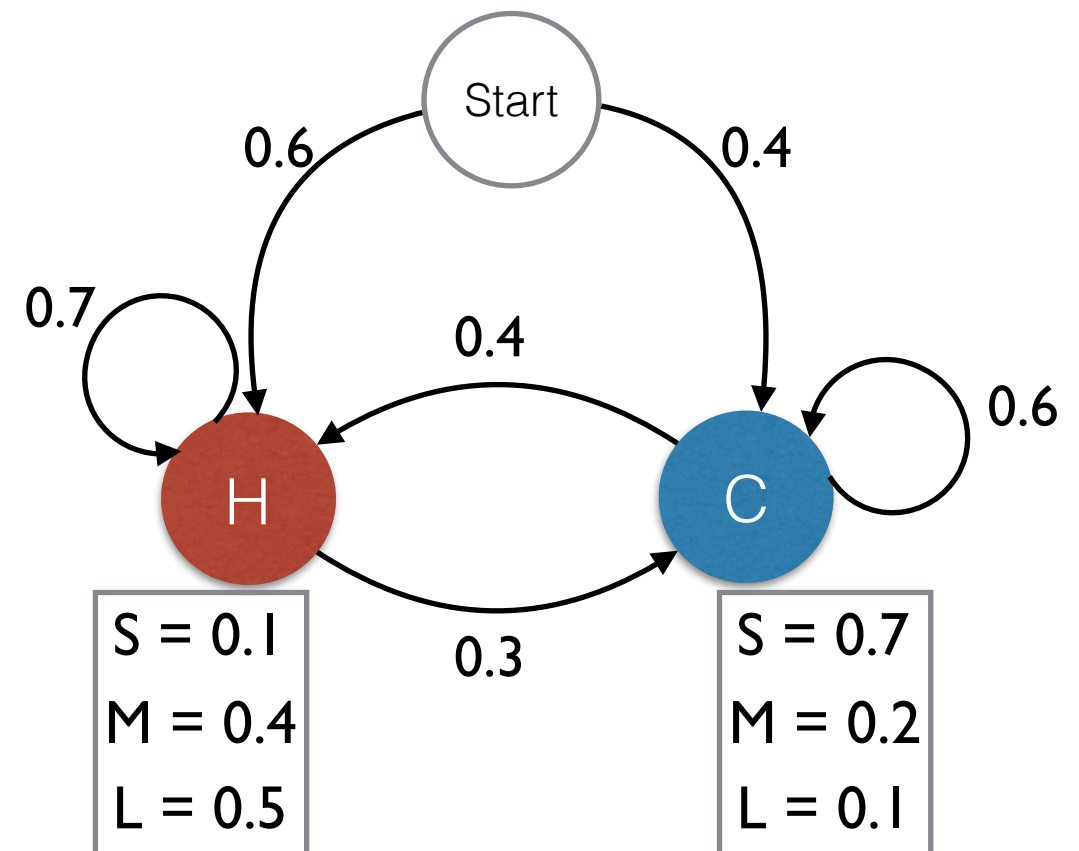 Start
0.6
0.4
0.7
0.4
0.6
H
C
0.3
S = 0.1
M = 0.4
L = 0.5
S = 0.7
M = 0.2
L = 0.1